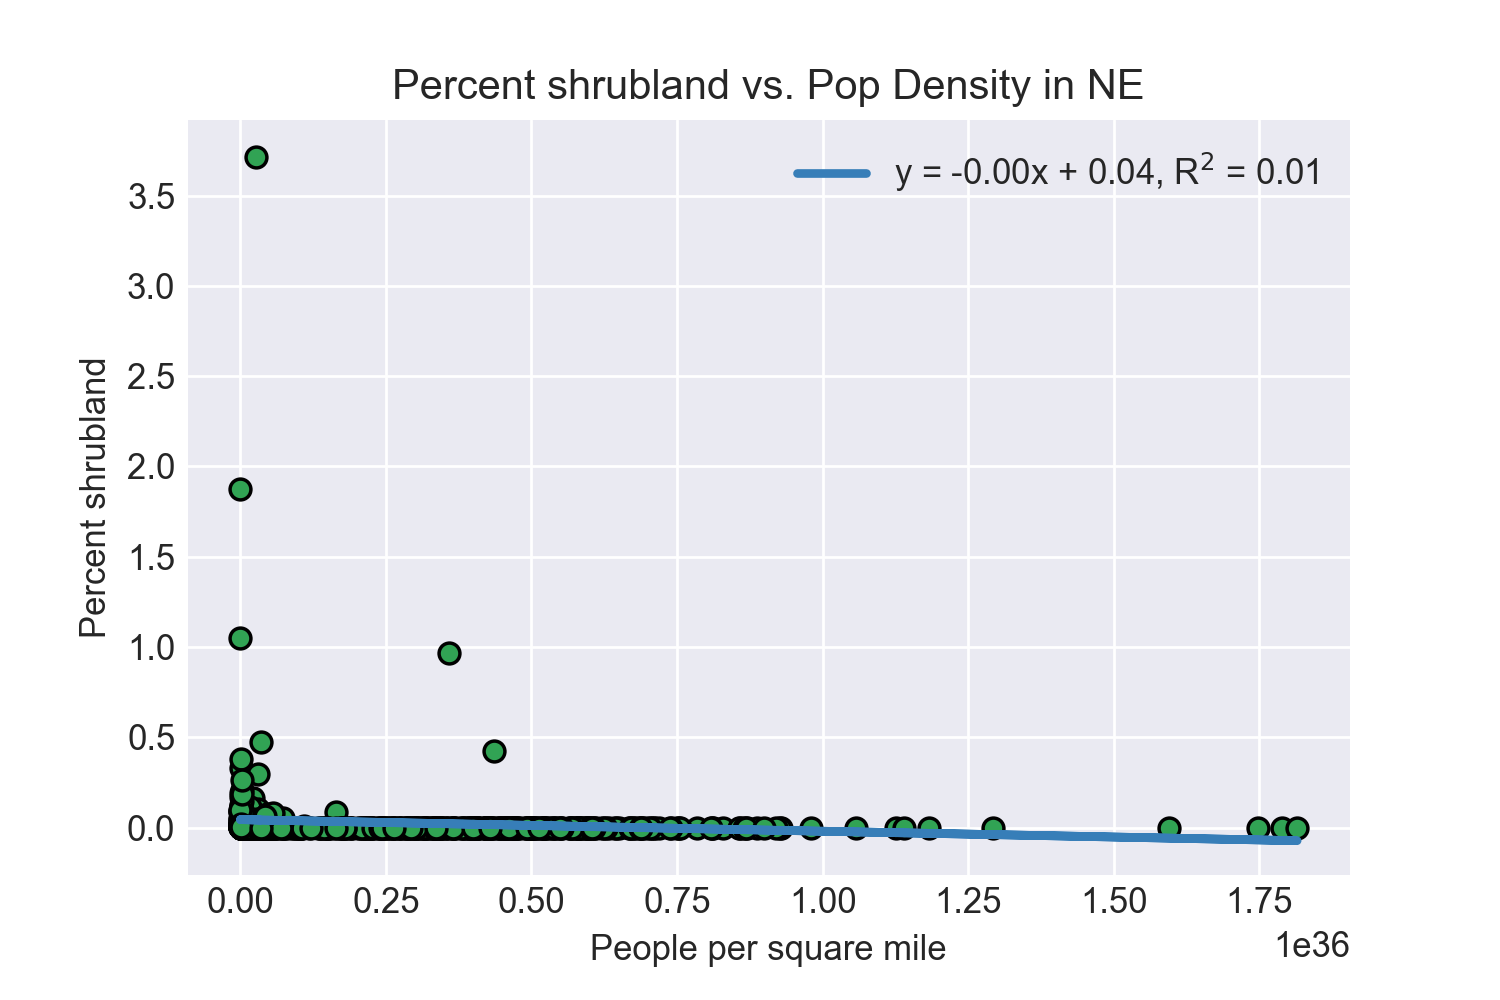 Percent shrubland vs. Pop Density in NE
y = -0.00x + 0.04, R² = 0.01
Percent shrubland
3.5
3.0
2.5
2.0
1.5
1.0
0.5
0.0
0.00 0.25 0.50 0.75 1.00 1.25 1.50 1.75
People per square mile
1e36